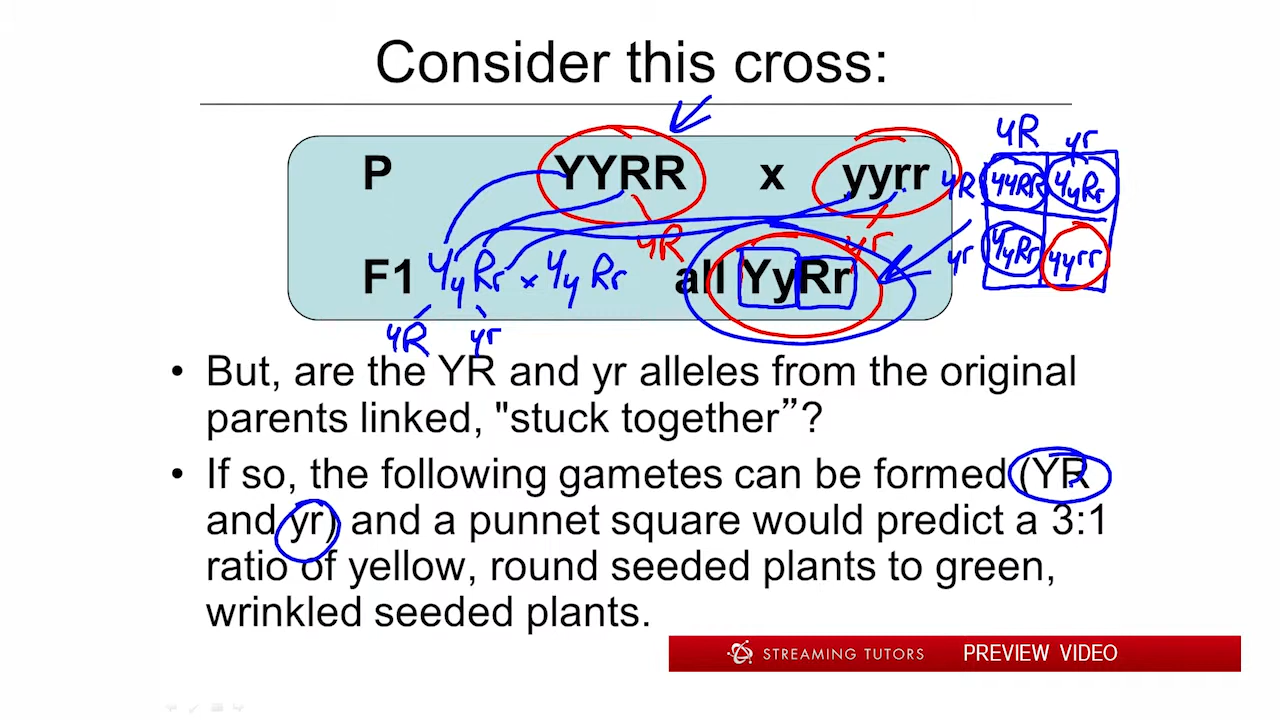 Consider this cross:
P YYRR x yyrr
F1 YyRr x YyRr all YyRr
YR yr
YR yr
YR yr
YR YYRR YyRr
yr YyRr yyrr
• But, are the YR and yr alleles from the original
parents linked, "stuck together”?
• If so, the following gametes can be formed (YR
and yr) and a punnet square would predict a 3:1
ratio of yellow, round seeded plants to green,
wrinkled seeded plants.
STREAMING TUTORS PREVIEW VIDEO